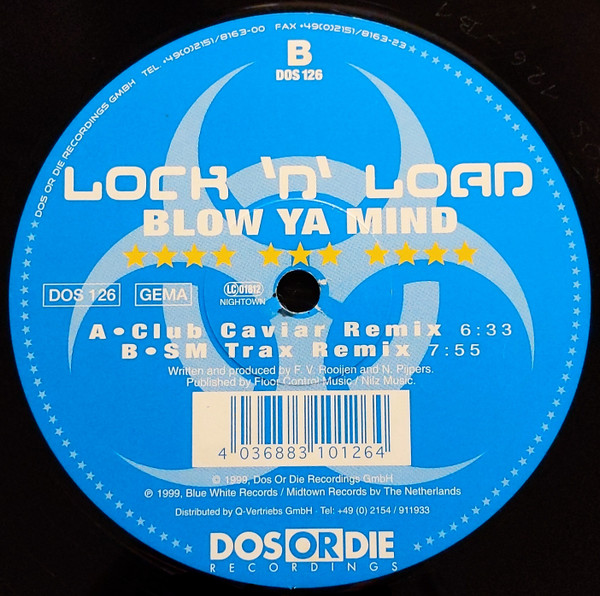 DOS OR DIE RECORDINGS GMBH TEL. +49(0)2151/8163-00 FAX +49(0)2151/8163-23
B
DOS 126
LOCK 'N' LOAD
BLOW YA MIND
DOS 126 GEMA LC 01812
NIGHTOWN
A•Club Caviar Remix 6:33
B•SM Trax Remix 7:55
Written and produced by F. V. Rooijen and N. Pijpers.
Published by Floor Control Music / Nilz Music.
4 036883 101264
© 1999, Dos Or Die Recordings GmbH
℗ 1999, Blue White Records / Midtown Records bv The Netherlands
Distributed by Q-Vertriebs GmbH · Tel: +49 (0) 2154 / 911933
DOS OR DIE
RECORDINGS